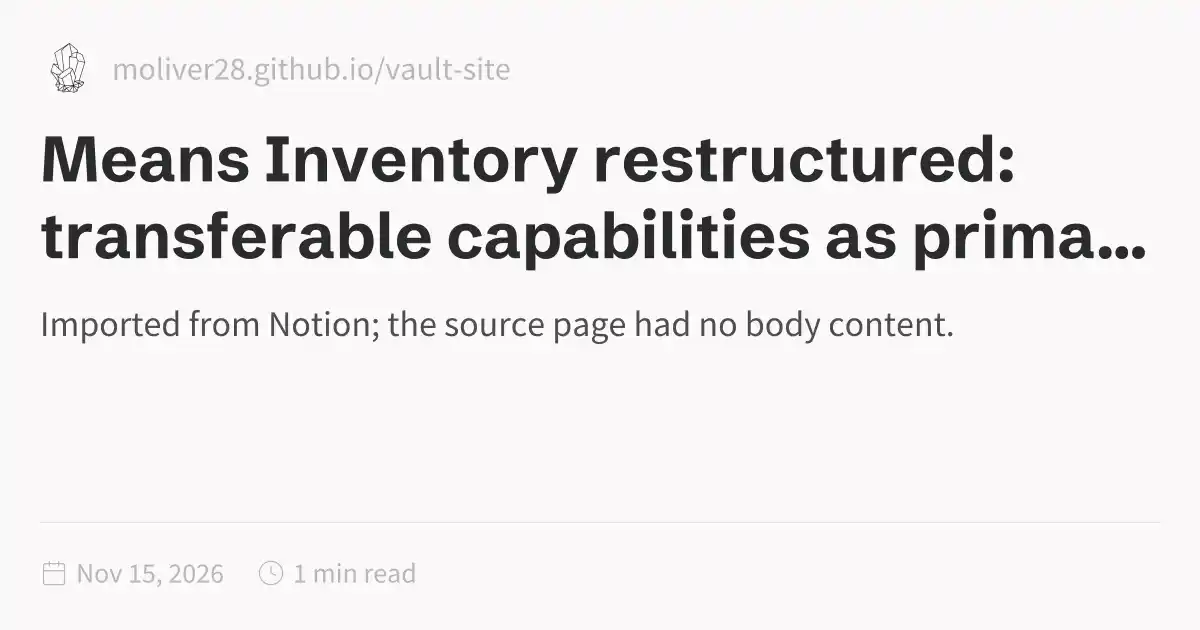 moliver28.github.io/vault-site
Means Inventory restructured:
transferable capabilities as prima...
Imported from Notion; the source page had no body content.
Nov 15, 2026 1 min read